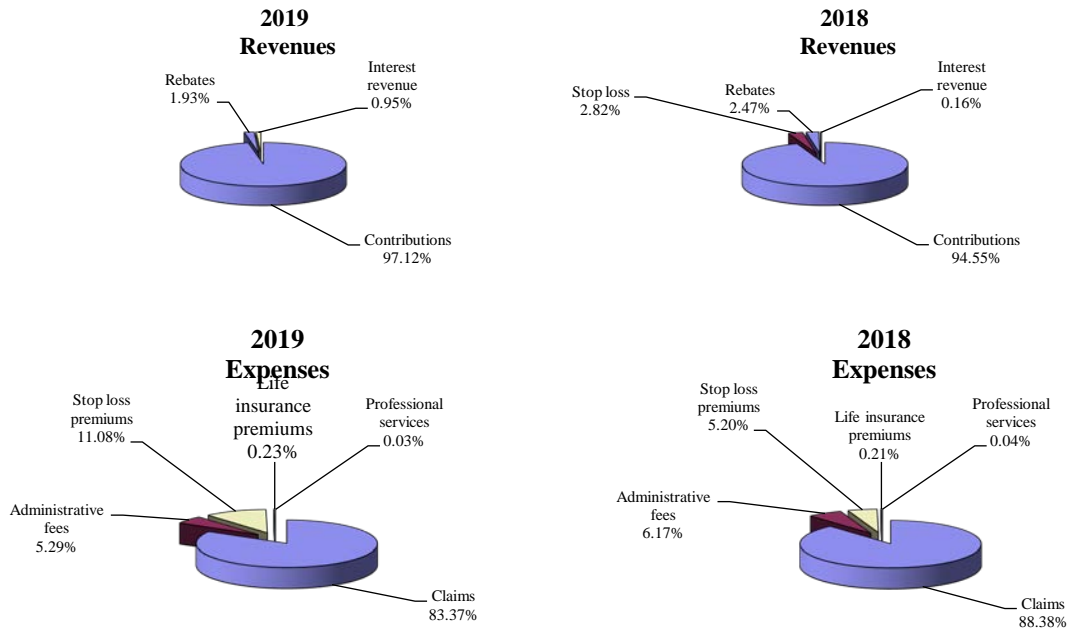 2019
Revenues
Rebates
1.93%
Interest
revenue
0.95%
Contributions
97.12%
2018
Revenues
Stop loss
2.82%
Rebates
2.47%
Interest
revenue
0.16%
Contributions
94.55%
2019
Expenses
Stop loss
premiums
11.08%
Life
insurance
premiums
0.23%
Professional
services
0.03%
Administrative
fees
5.29%
Claims
83.37%
2018
Expenses
Stop loss
premiums
5.20%
Life insurance
premiums
0.21%
Professional
services
0.04%
Administrative
fees
6.17%
Claims
88.38%